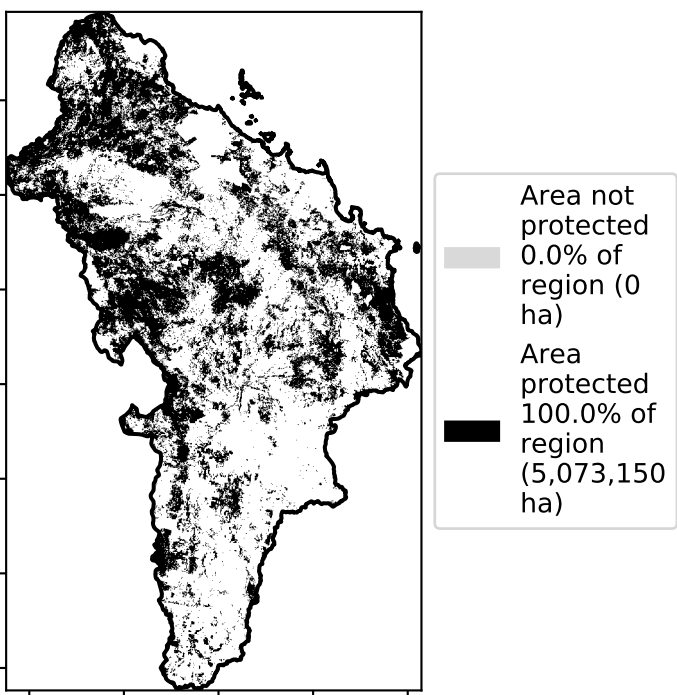 Area not
protected
0.0% of
region (0
ha)
Area
protected
100.0% of
region
(5,073,150
ha)